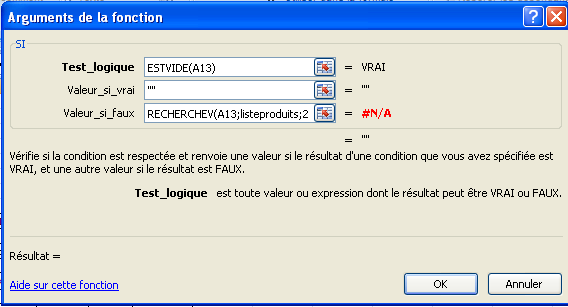 Arguments de la fonction
SI
Test_logique ESTVIDE(A13) = VRAI
Valeur_si_vrai "" = ""
Valeur_si_faux RECHERCHEV(A13;listeproduits;2 = #N/A
= ""
Vérifie si la condition est respectée et renvoie une valeur si le résultat d'une condition que vous avez spécifiée est
VRAI, et une autre valeur si le résultat est FAUX.
Test_logique est toute valeur ou expression dont le résultat peut être VRAI ou FAUX.
Résultat =
Aide sur cette fonction
OK Annuler